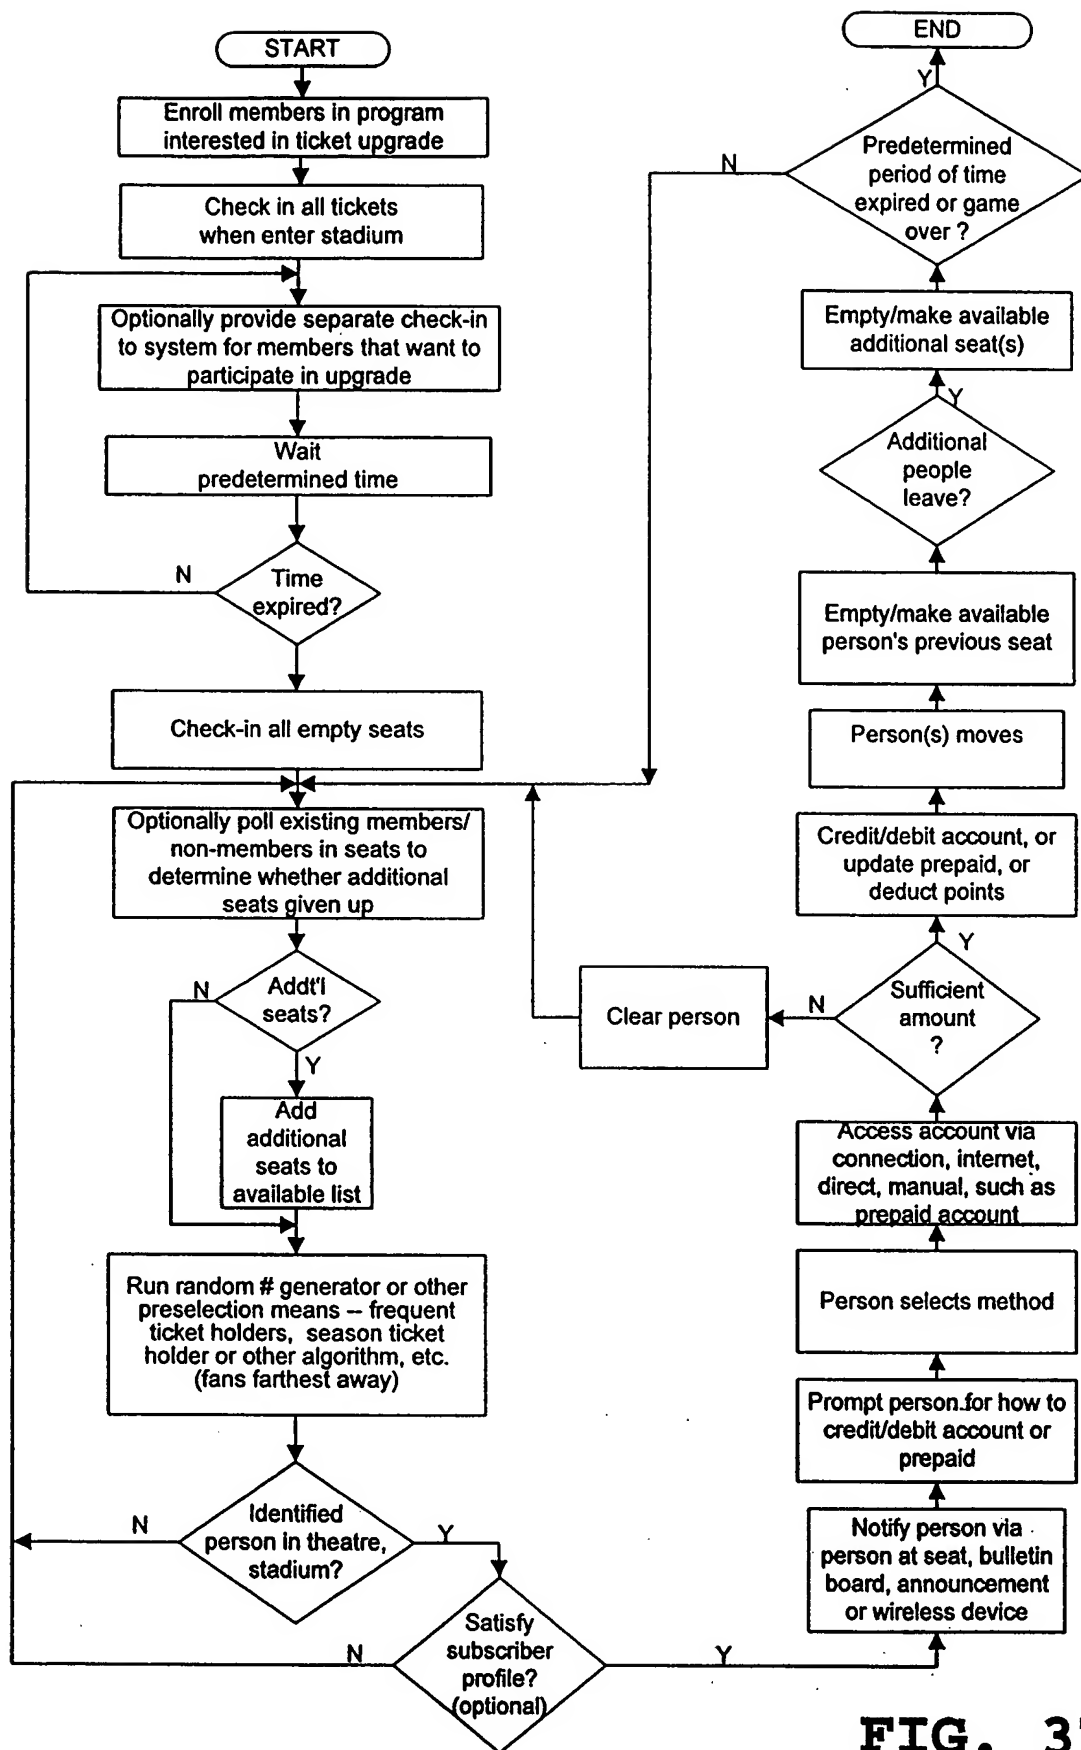 START
Enroll members in program
interested in ticket upgrade
Check in all tickets
when enter stadium
Optionally provide separate check-in
to system for members that want to
participate in upgrade
Wait
predetermined time
N
Time
expired?
Check-in all empty seats
Optionally poll existing members/
non-members in seats to
determine whether additional
seats given up
N
Addt'l
seats?
Y
Add
additional
seats to
available list
Run random # generator or other
preselection means -- frequent
ticket holders, season ticket
holder or other algorithm, etc.
(fans farthest away)
N
Identified
person in theatre,
stadium?
Y
N
Satisfy
subscriber
profile?
(optional)
Y
Notify person via
person at seat, bulletin
board, announcement
or wireless device
Prompt person for how to
credit/debit account or
prepaid
Person selects method
Access account via
connection, internet,
direct, manual, such as
prepaid account
Sufficient
amount
?
N
Clear person
Y
Credit/debit account, or
update prepaid, or
deduct points
Person(s) moves
Empty/make available
person's previous seat
Additional
people
leave?
Y
Empty/make available
additional seat(s)
Predetermined
period of time
expired or game
over ?
N
Y
END
FIG. 3